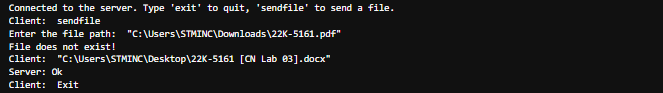 Connected to the server. Type 'exit' to quit, 'sendfile' to send a file.
Client:  sendfile
Enter the file path:  "C:\Users\STMINC\Downloads\22K-5161.pdf"
File does not exist!
Client:  "C:\Users\STMINC\Desktop\22K-5161 [CN Lab 03].docx"
Server: Ok
Client:  Exit